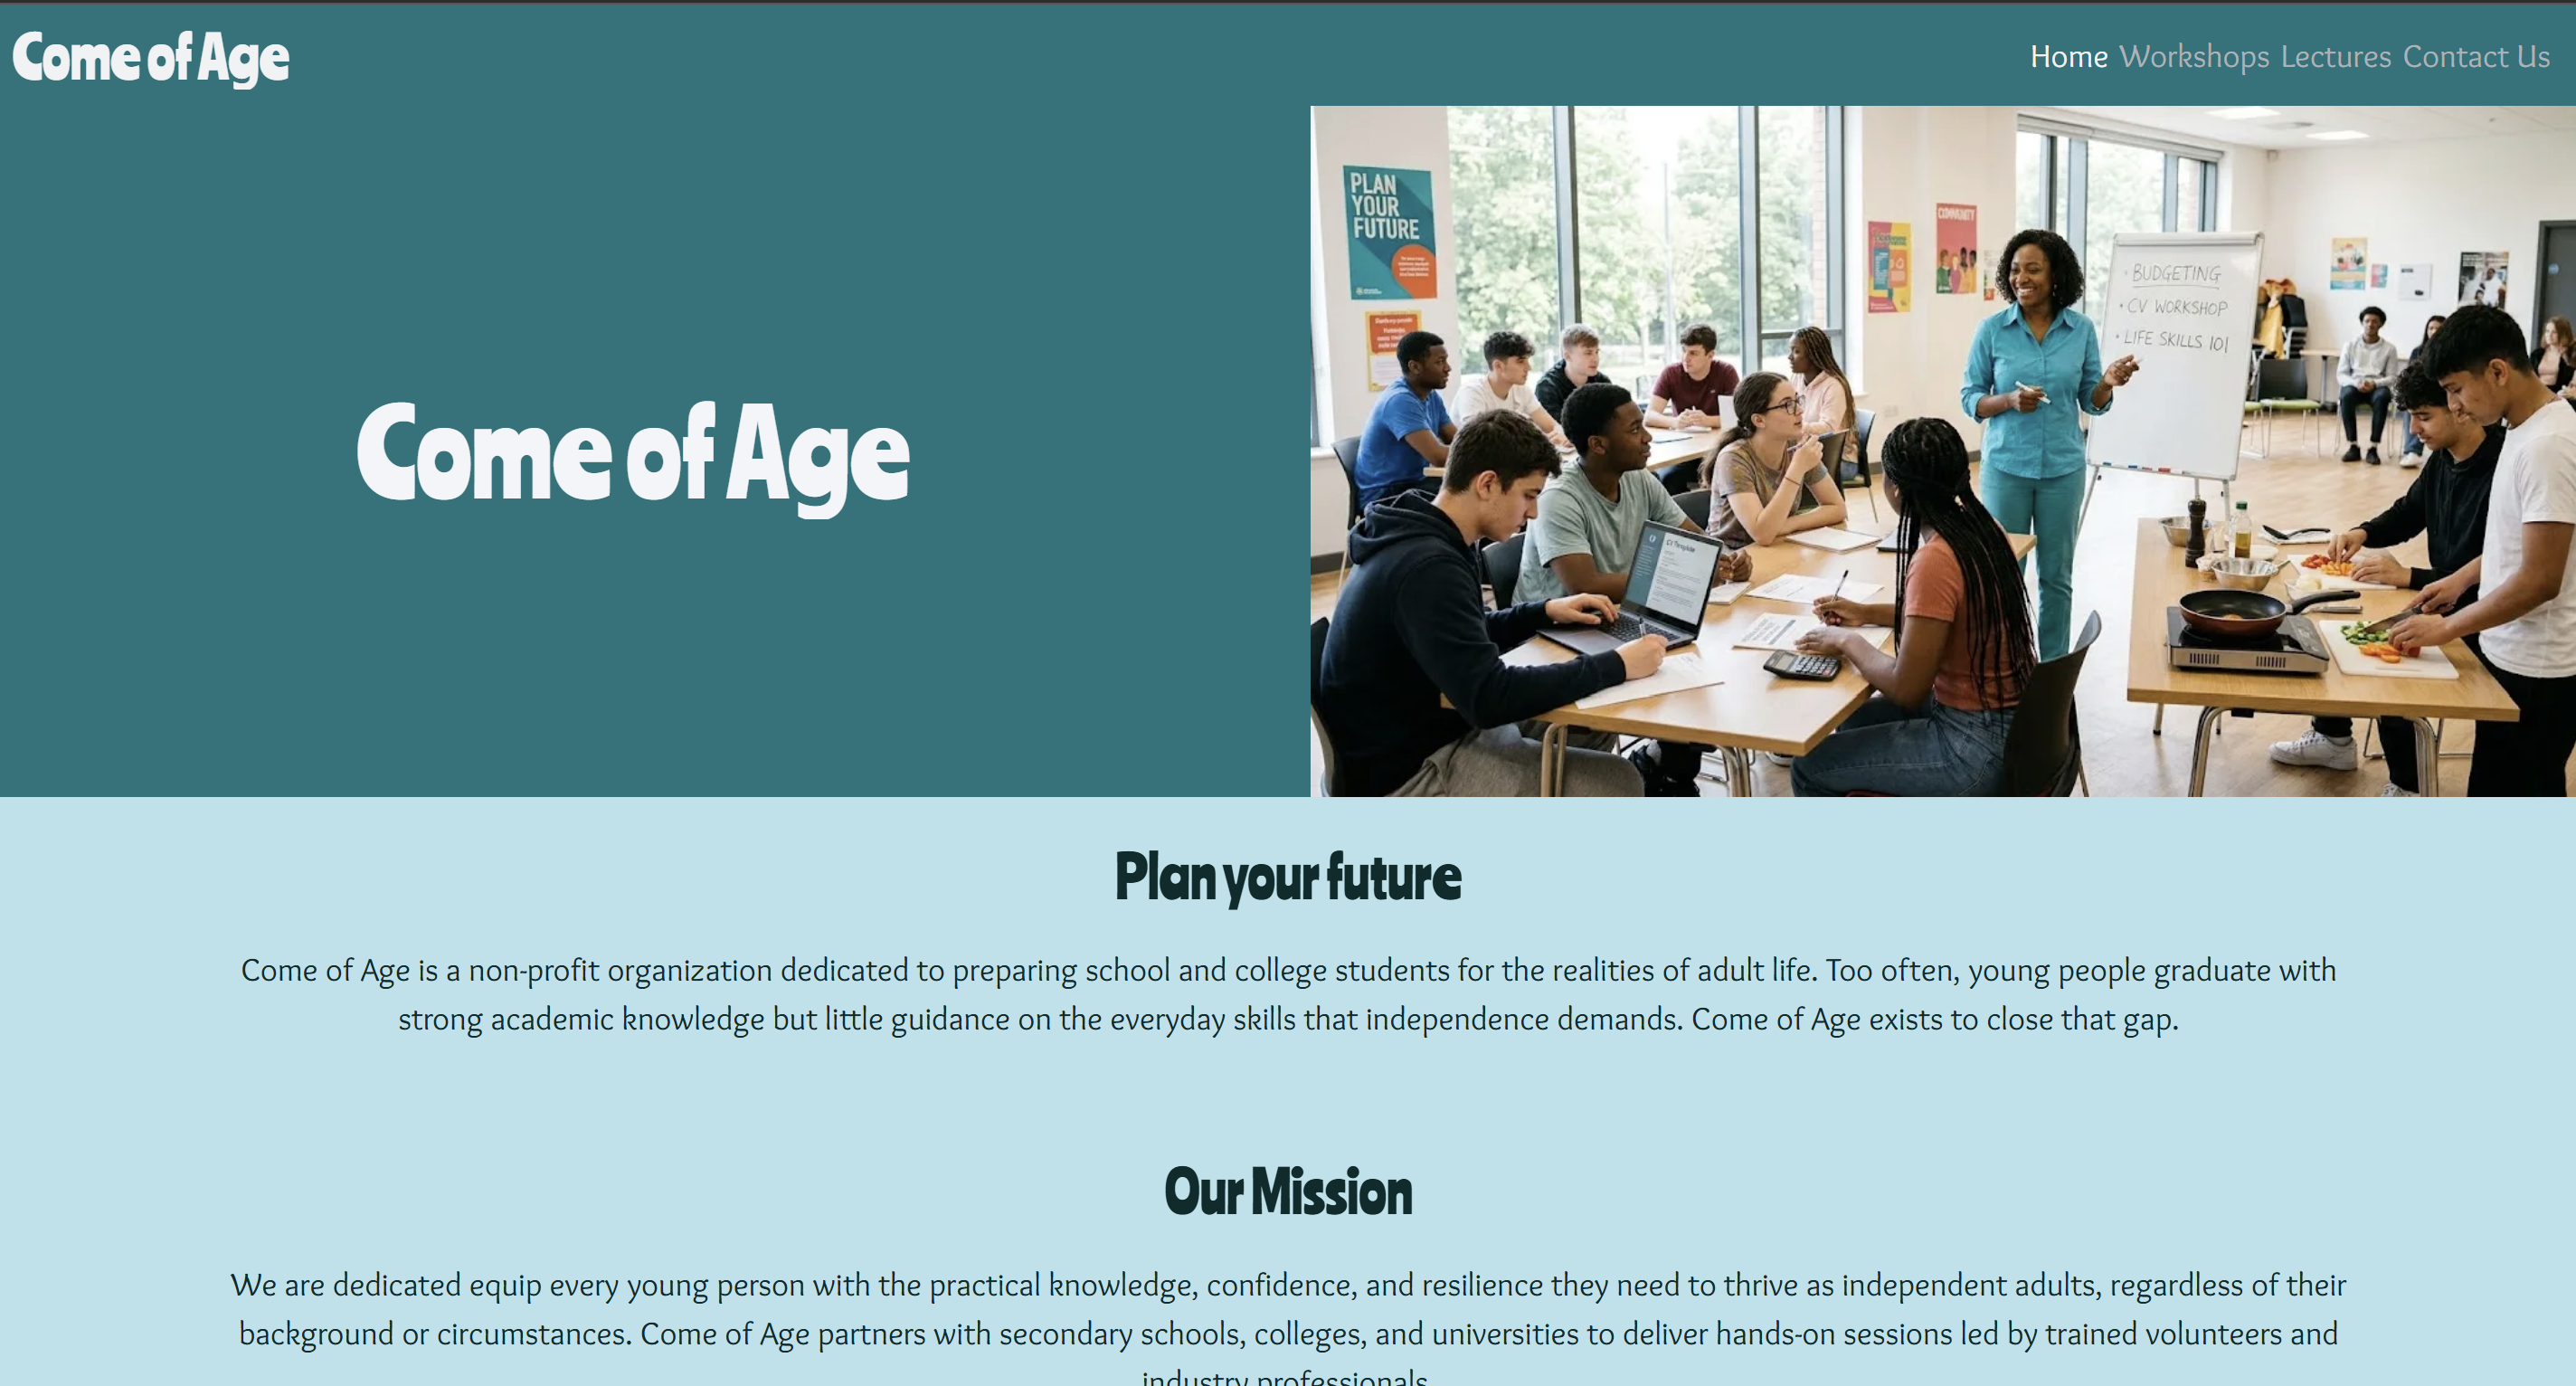 Come of Age
Home Workshops Lectures Contact Us
Come of Age
PLAN
YOUR
FUTURE
COMMUNITY
· BUDGETING
· CV WORKSHOP
· LIFE SKILLS 101
CV Template
Plan your future
Come of Age is a non-profit organization dedicated to preparing school and college students for the realities of adult life. Too often, young people graduate with
strong academic knowledge but little guidance on the everyday skills that independence demands. Come of Age exists to close that gap.
Our Mission
We are dedicated equip every young person with the practical knowledge, confidence, and resilience they need to thrive as independent adults, regardless of their
background or circumstances. Come of Age partners with secondary schools, colleges, and universities to deliver hands-on sessions led by trained volunteers and
industry professionals